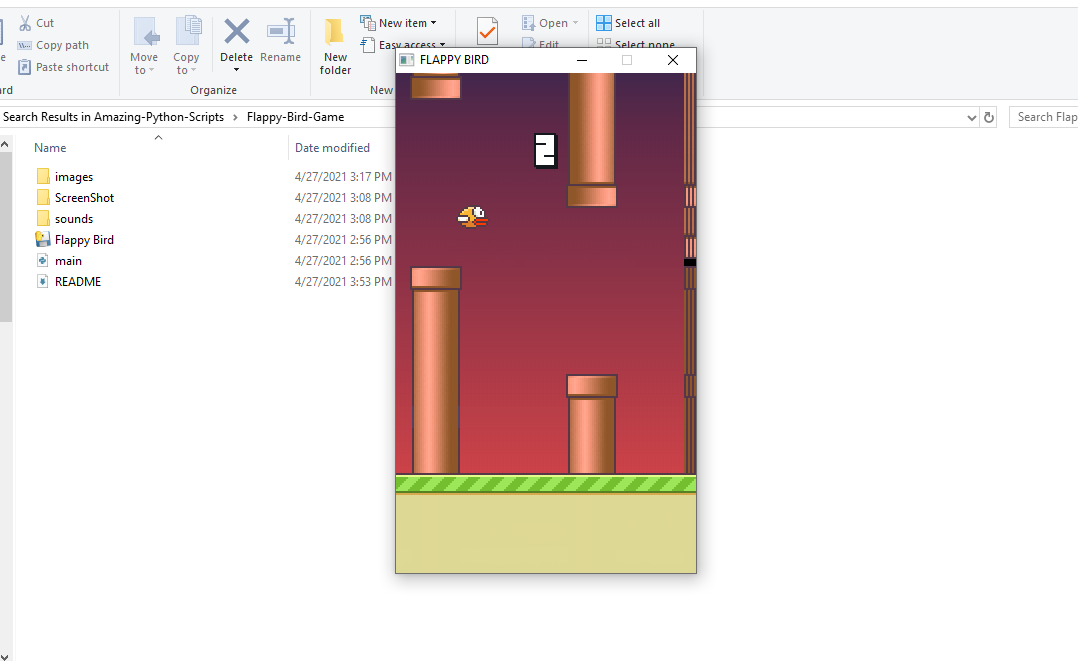 Cut
Copy path
Paste shortcut
Move
to
Copy
to
Delete
Rename
New
folder
New item
Easy access
Open
Edit
Select all
Select none
Organize
New
Search Results in Amazing-Python-Scripts > Flappy-Bird-Game
Search Flap
Name
Date modified
images
4/27/2021 3:17 PM
ScreenShot
4/27/2021 3:08 PM
sounds
4/27/2021 3:08 PM
Flappy Bird
4/27/2021 2:56 PM
main
4/27/2021 2:56 PM
README
4/27/2021 3:53 PM
FLAPPY BIRD
2